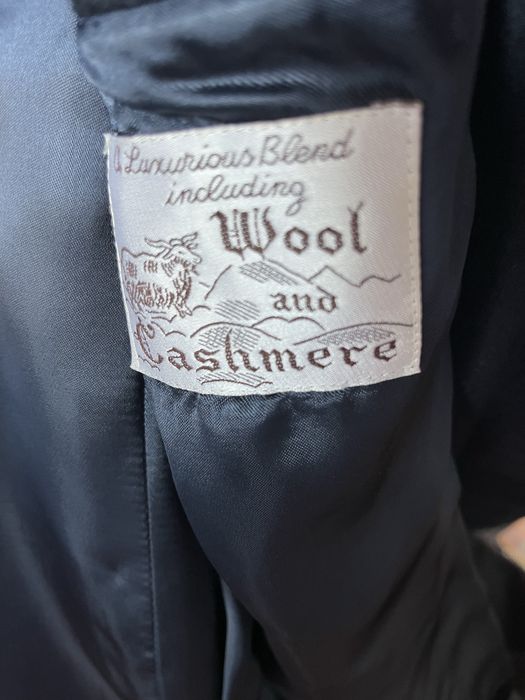 A Luxurious Blend
including
Wool
and
Cashmere